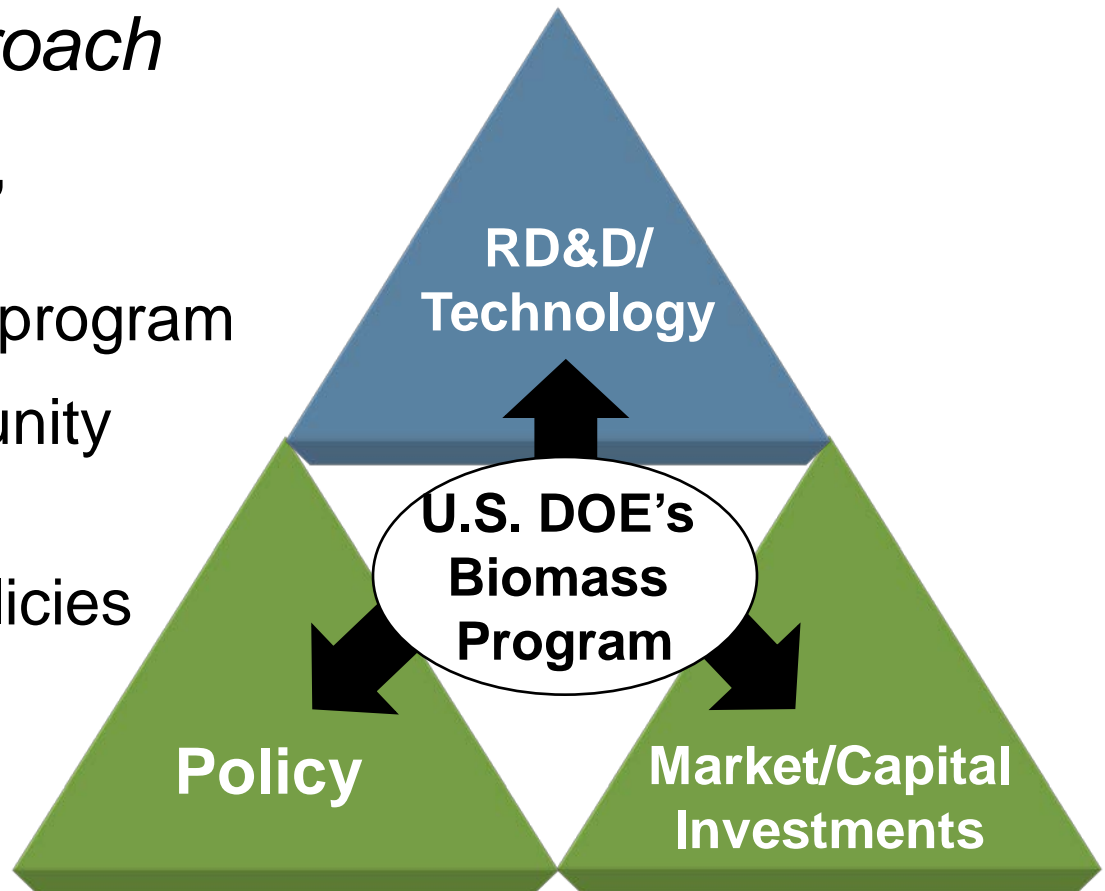 roach
,
program
unity
licies
RD&D/
Technology
U.S. DOE's
Biomass
Program
Policy
Market/Capital
Investments